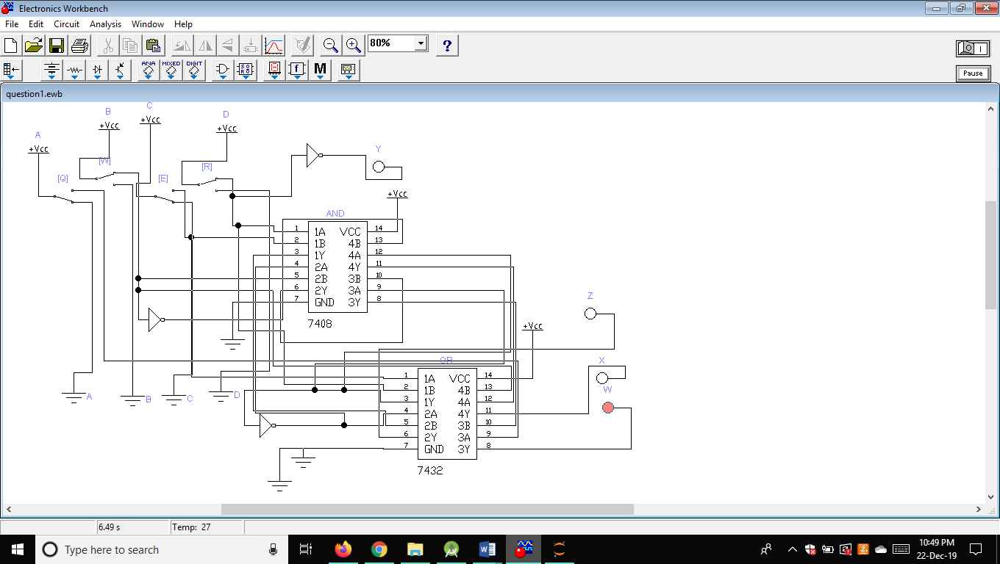 Electronics Workbench
File Edit Circuit Analysis Window Help
80%
?
I
ANA MIXED DIGIT
f M
Pause
question1.ewb
A B C D
+Vcc +Vcc +Vcc +Vcc
[Q] [W] [E] [R]
Y
+Vcc
AND
1 1A VCC 14
2 1B 4B 13
3 1Y 4A 12
4 2A 4Y 11
5 2B 3B 10
6 2Y 3A 9
7 GND 3Y 8
7408
Z
+Vcc
OR
X
W
1 1A VCC 14
2 1B 4B 13
3 1Y 4A 12
4 2A 4Y 11
5 2B 3B 10
6 2Y 3A 9
7 GND 3Y 8
7432
A B C D
6.49 s Temp: 27
Type here to search
10:49 PM
22-Dec-19